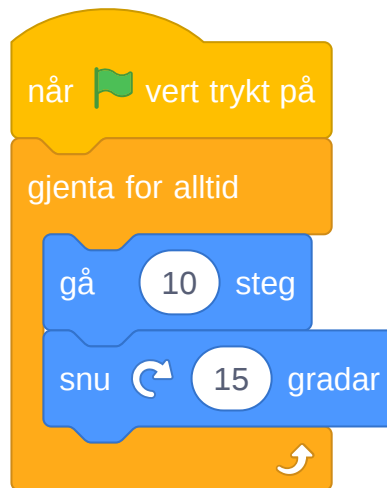 når vert trykt på
gjenta for alltid
gå 10 steg
snu 15 gradar